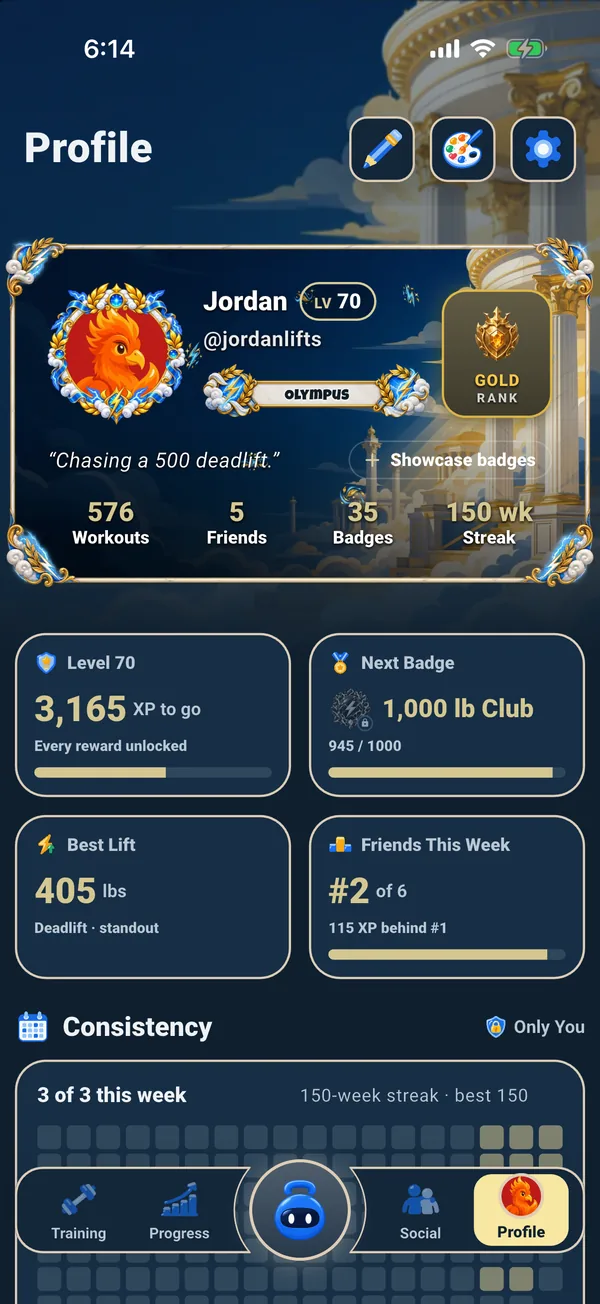 6:14
Profile
Jordan LV 70
@jordanlifts
OLYMPUS
GOLD
RANK
“Chasing a 500 deadlift.”
+ Showcase badges
576 5 35 150 wk
Workouts Friends Badges Streak
Level 70
3,165 XP to go
Every reward unlocked
Next Badge
1,000 lb Club
945 / 1000
Best Lift
405 lbs
Deadlift · standout
Friends This Week
#2 of 6
115 XP behind #1
Consistency
Only You
3 of 3 this week
150-week streak · best 150
Training
Progress
Social
Profile